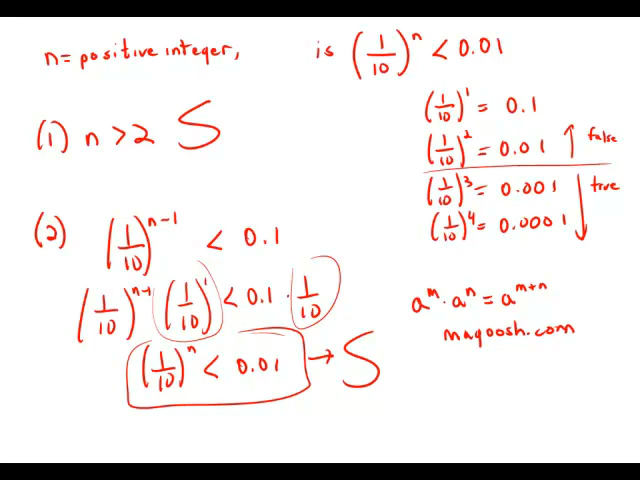 n = positive integer, is (1/10)^n < 0.01
(1/10)^1 = 0.1
(1) n > 2 S
(1/10)^2 = 0.01 ↑ false
(1/10)^3 = 0.001 ↓ true
(1/10)^4 = 0.0001
(2) (1/10)^(n-1) < 0.1
(1/10)^(n-1) (1/10)^1 < 0.1 · 1/10
(1/10)^n < 0.01 → S
a^m · a^n = a^(m+n)
magoosh.com